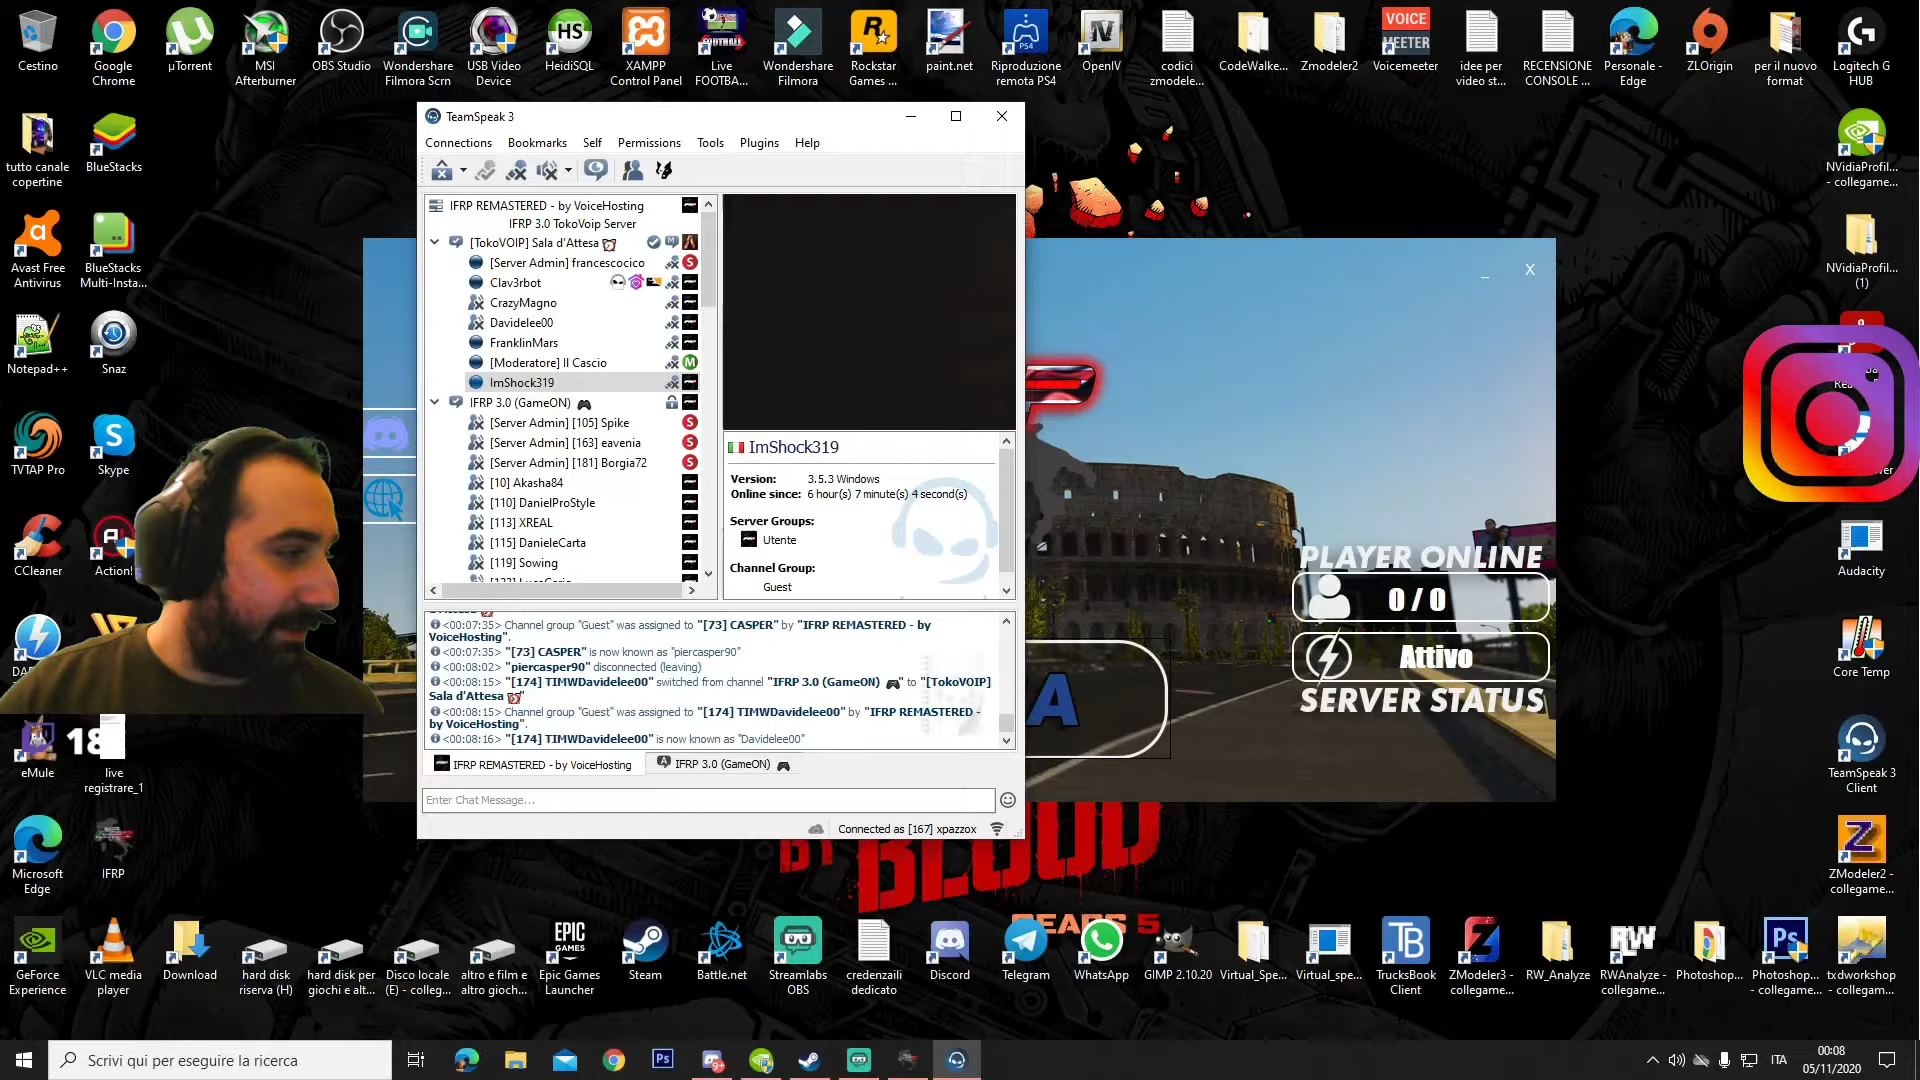 Cestino
Google Chrome
µTorrent
MSI Afterburner
OBS Studio
Wondershare Filmora Scrn
USB Video Device
HS
HeidiSQL
XAMPP Control Panel
Live FOOTBA...
Wondershare Filmora
Rockstar Games ...
paint.net
PS4
Riproduzione remota PS4
OpenIV
codici zmodele...
CodeWalke...
Zmodeler2
VOICE MEETER
Voicemeeter
idee per video st...
RECENSIONE CONSOLE ...
Personale - Edge
ZLOrigin
per il nuovo format
Logitech G HUB
tutto canale copertine
BlueStacks
NVidiaProfil... - collegame...
Avast Free Antivirus
BlueStacks Multi-Insta...
NVidiaProfil... (1)
Notepad++
Snaz
TVTAP Pro
Skype
CCleaner
Action!
Audacity
Core Temp
eMule
live registrare_1
TeamSpeak 3 Client
Microsoft Edge
IFRP
ZModeler2 - collegame...
TeamSpeak 3
Connections Bookmarks Self Permissions Tools Plugins Help
IFRP REMASTERED - by VoiceHosting
IFRP 3.0 TokoVoip Server
[TokoVOIP] Sala d'Attesa
[Server Admin] francescocico
Clav3rbot
CrazyMagno
Davidelee00
FranklinMars
[Moderatore] Il Cascio
ImShock319
IFRP 3.0 (GameON)
[Server Admin] [105] Spike
[Server Admin] [163] eavenia
[Server Admin] [181] Borgia72
[10] Akasha84
[110] DanielProStyle
[113] XREAL
[115] DanieleCarta
[119] Sowing
ImShock319
Version: 3.5.3 Windows
Online since: 6 hour(s) 7 minute(s) 4 second(s)
Server Groups:
Utente
Channel Group:
Guest
<00:07:35> Channel group "Guest" was assigned to "[73] CASPER" by "IFRP REMASTERED - by
VoiceHosting".
<00:07:35> "[73] CASPER" is now known as "piercasper90"
<00:08:02> "piercasper90" disconnected (leaving)
<00:08:15> "[174] TIMWDavidelee00" switched from channel "IFRP 3.0 (GameON) " to "[TokoVOIP]
Sala d'Attesa "
<00:08:15> Channel group "Guest" was assigned to "[174] TIMWDavidelee00" by "IFRP REMASTERED -
by VoiceHosting".
<00:08:16> "[174] TIMWDavidelee00" is now known as "Davidelee00"
IFRP REMASTERED - by VoiceHosting
IFRP 3.0 (GameON)
Enter Chat Message...
Connected as [167] xpazzox
_ X
PLAYER ONLINE
0 / 0
Attivo
SERVER STATUS
A
BY BLOOD
GEARS 5
GeForce Experience
VLC media player
Download
hard disk riserva (H)
hard disk per giochi e alt...
Disco locale (E) - colleg...
altro e film e altro gioch...
EPIC GAMES
Epic Games Launcher
Steam
Battle.net
Streamlabs OBS
credenzaili dedicato
Discord
Telegram
WhatsApp
GIMP 2.10.20
Virtual_Spe...
Virtual_spe...
TB
TrucksBook Client
ZModeler3 - collegame...
RW_Analyze
RW
RWAnalyze - collegame...
Photoshop...
Ps
Photoshop... - collegame...
txdworkshop - collegam...
Scrivi qui per eseguire la ricerca
Ps
9+
ITA
00:08
05/11/2020